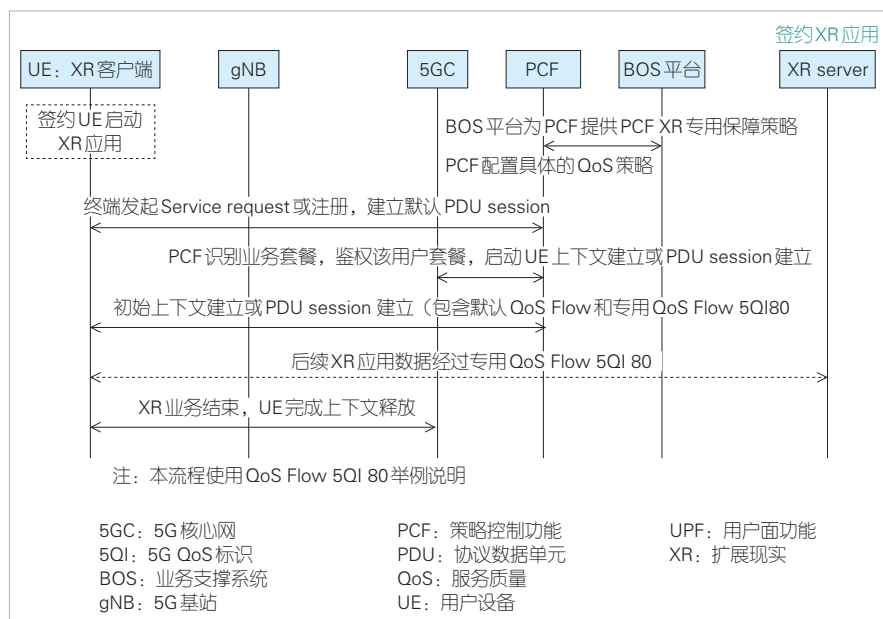 签约XR应用
UE：XR客户端
gNB
5GC
PCF
BOS平台
XR server
签约UE启动
XR应用
BOS平台为PCF提供PCF XR专用保障策略
PCF配置具体的QoS策略
终端发起Service request或注册，建立默认PDU session
PCF识别业务套餐，鉴权该用户套餐，启动UE上下文建立或PDU session建立
初始上下文建立或PDU session 建立（包含默认QoS Flow和专用QoS Flow 5QI80
后续XR应用数据经过专用QoS Flow 5QI 80
XR业务结束，UE完成上下文释放
注：本流程使用QoS Flow 5QI 80举例说明
5GC：5G核心网
5QI：5G QoS标识
BOS：业务支撑系统
gNB：5G基站
PCF：策略控制功能
PDU：协议数据单元
QoS：服务质量
UE：用户设备
UPF：用户面功能
XR：扩展现实